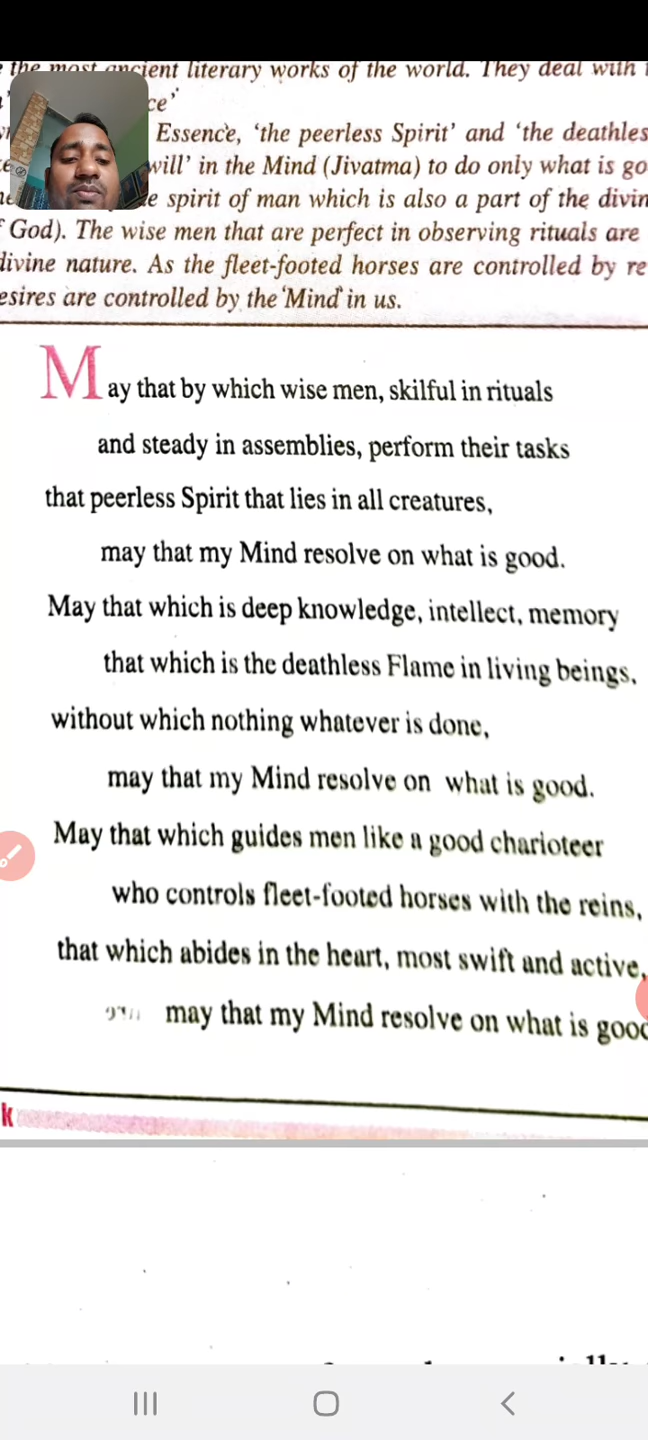 the most ancient literary works of the world. They deal with
ce'
Essence, 'the peerless Spirit' and 'the deathles
will' in the Mind (Jivatma) to do only what is go
e spirit of man which is also a part of the divin
God). The wise men that are perfect in observing rituals are
divine nature. As the fleet-footed horses are controlled by re
esires are controlled by the 'Mind' in us.
May that by which wise men, skilful in rituals
and steady in assemblies, perform their tasks
that peerless Spirit that lies in all creatures,
may that my Mind resolve on what is good.
May that which is deep knowledge, intellect, memory
that which is the deathless Flame in living beings,
without which nothing whatever is done,
may that my Mind resolve on what is good.
May that which guides men like a good charioteer
who controls fleet-footed horses with the reins,
that which abides in the heart, most swift and active,
may that my Mind resolve on what is good
k